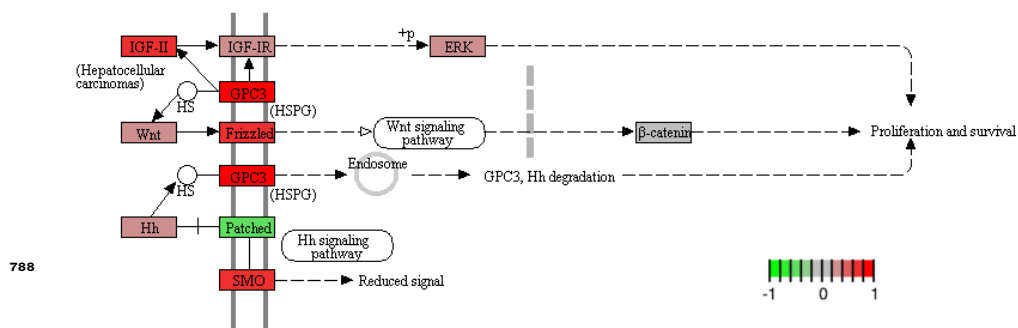 +p
IGF-II
IGF-IR
ERK
(Hepatocellular
carcinomas)
HS
GPC3
(HSPG)
Wnt
Frizzled
Wnt signaling
pathway
β-catenin
Proliferation and survival
HS
GPC3
(HSPG)
Endosome
GPC3, Hh degradation
Hh
Patched
Hh signaling
pathway
SMO
Reduced signal
788
-1 0 1